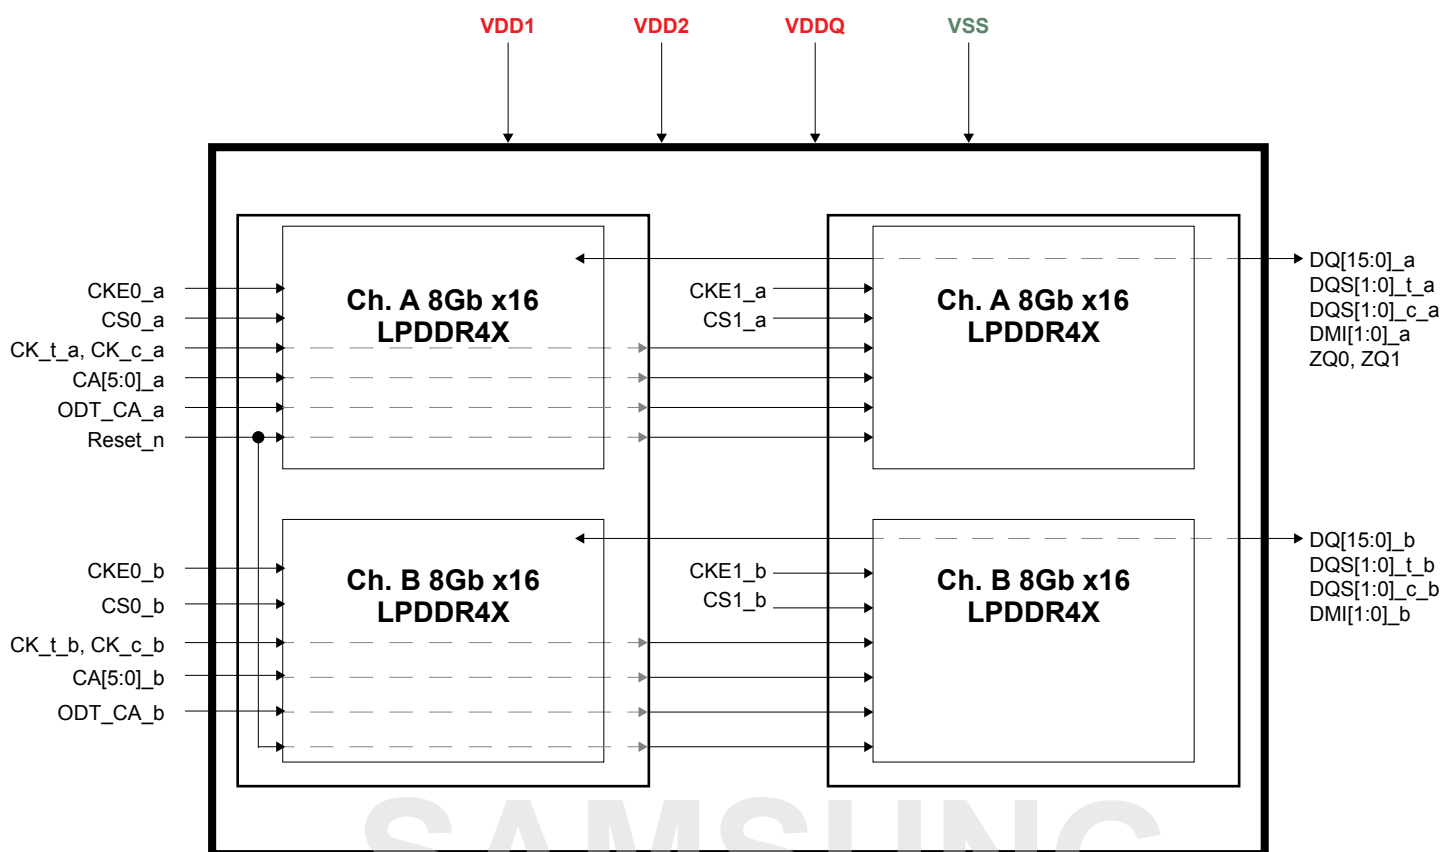 VDD1
VDD2
VDDQ
VSS
CKE0_a
CS0_a
CK_t_a, CK_c_a
CA[5:0]_a
ODT_CA_a
Reset_n
Ch. A 8Gb x16
LPDDR4X
CKE1_a
CS1_a
Ch. A 8Gb x16
LPDDR4X
DQ[15:0]_a
DQS[1:0]_t_a
DQS[1:0]_c_a
DMI[1:0]_a
ZQ0, ZQ1
CKE0_b
CS0_b
CK_t_b, CK_c_b
CA[5:0]_b
ODT_CA_b
Ch. B 8Gb x16
LPDDR4X
CKE1_b
CS1_b
Ch. B 8Gb x16
LPDDR4X
DQ[15:0]_b
DQS[1:0]_t_b
DQS[1:0]_c_b
DMI[1:0]_b
SAMSUNG